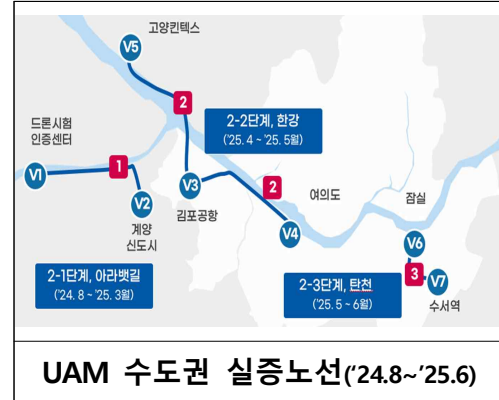 고양킨텍스
V5
2
드론시험
인증센터
2-2단계, 한강
('25. 4 ~ '25. 5월)
1
V1
V2
V3
2
여의도
잠실
계양
신도시
김포공항
V4
V6
2-1단계, 아라뱃길
('24. 8 ~ '25. 3월)
2-3단계, 탄천
('25. 5 ~ 6월)
3
V7
수서역
UAM 수도권 실증노선('24.8~'25.6)